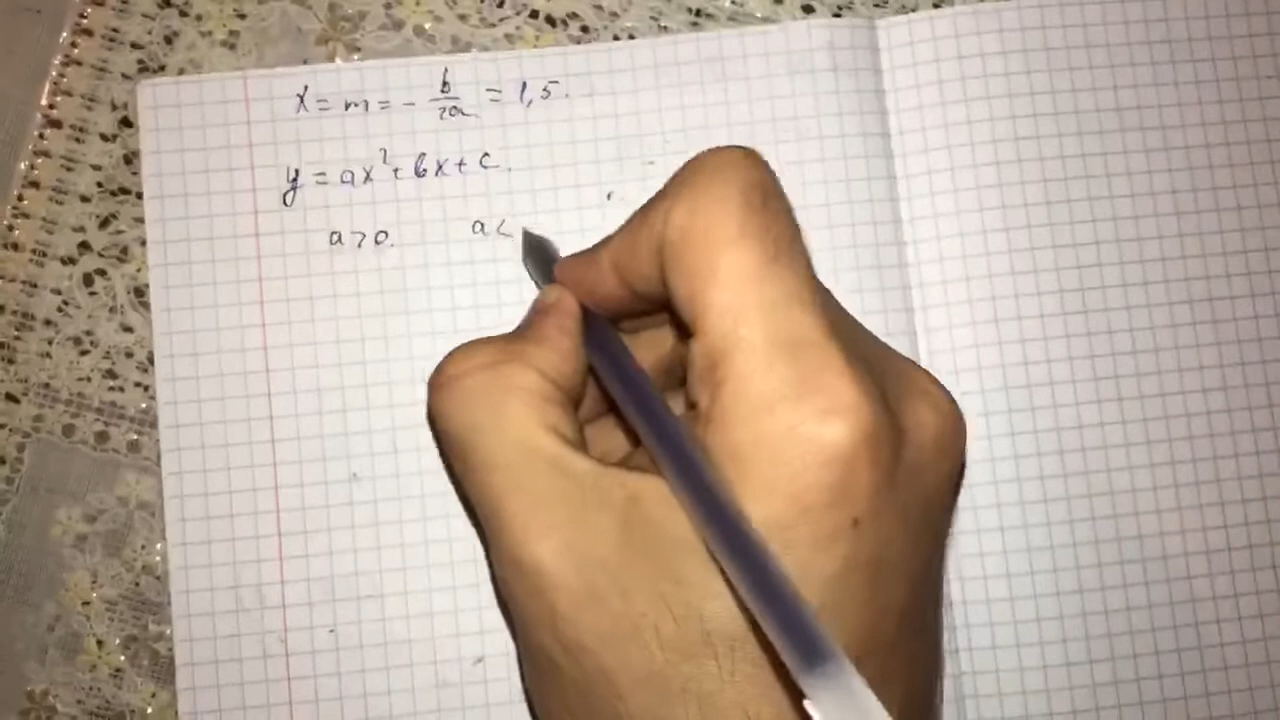 x = m = - b/2a = 1,5.
y = ax² + bx + c.
a > 0. a <